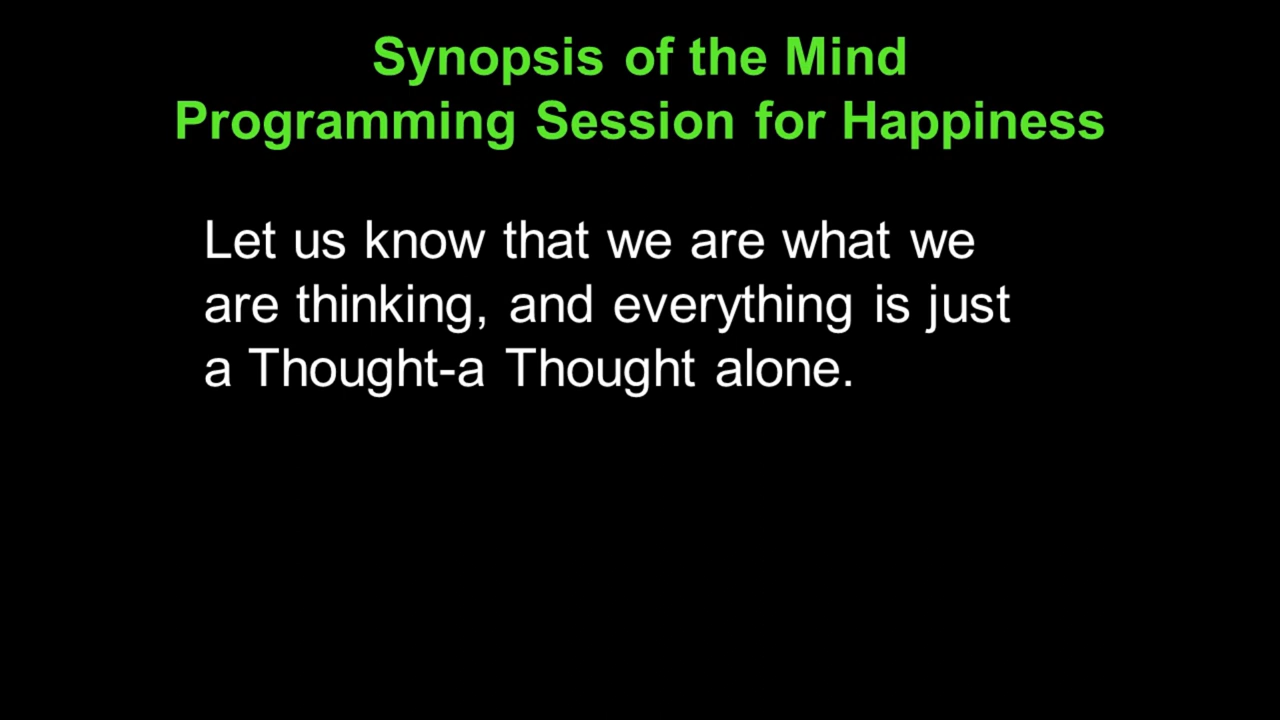 Synopsis of the Mind
Programming Session for Happiness
Let us know that we are what we
are thinking, and everything is just
a Thought-a Thought alone.